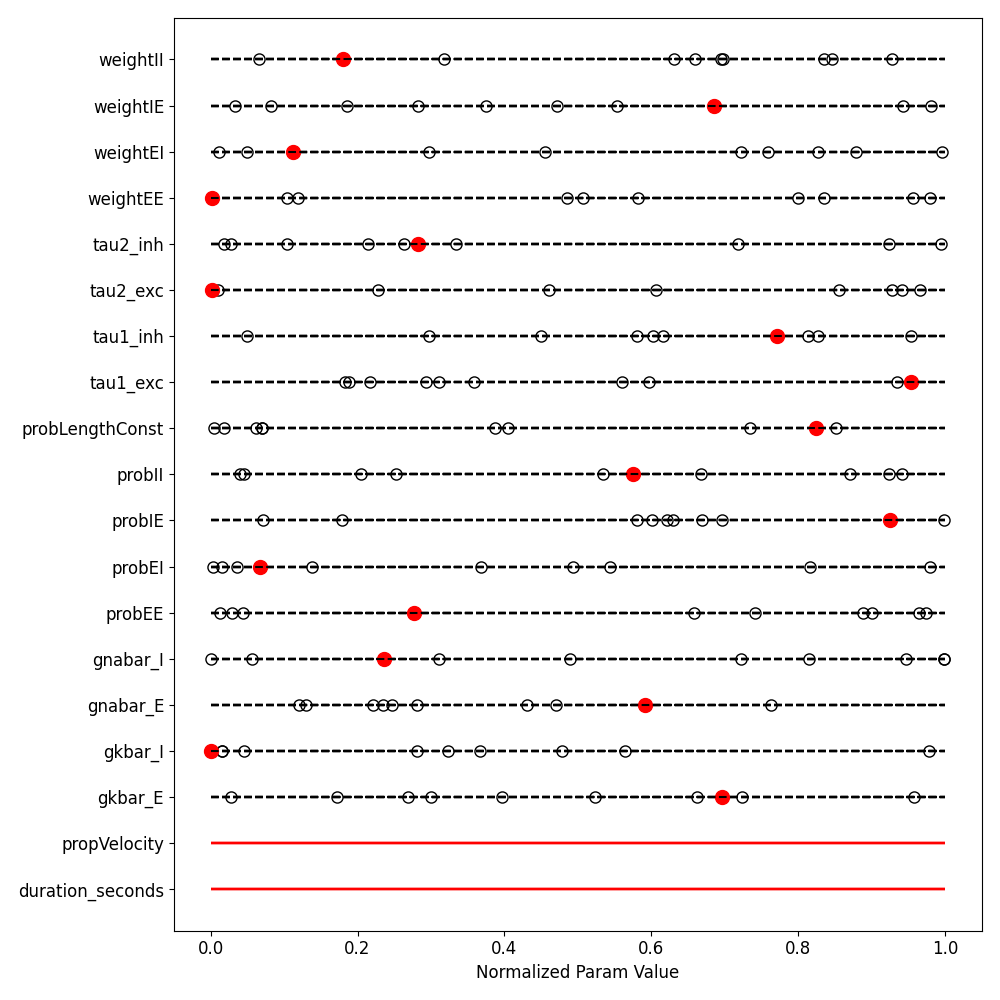 weightII
weightIE
weightEI
weightEE
tau2_inh
tau2_exc
tau1_inh
tau1_exc
probLengthConst
probII
probIE
probEI
probEE
gnabar_I
gnabar_E
gkbar_I
gkbar_E
propVelocity
duration_seconds
0.0 0.2 0.4 0.6 0.8 1.0
Normalized Param Value